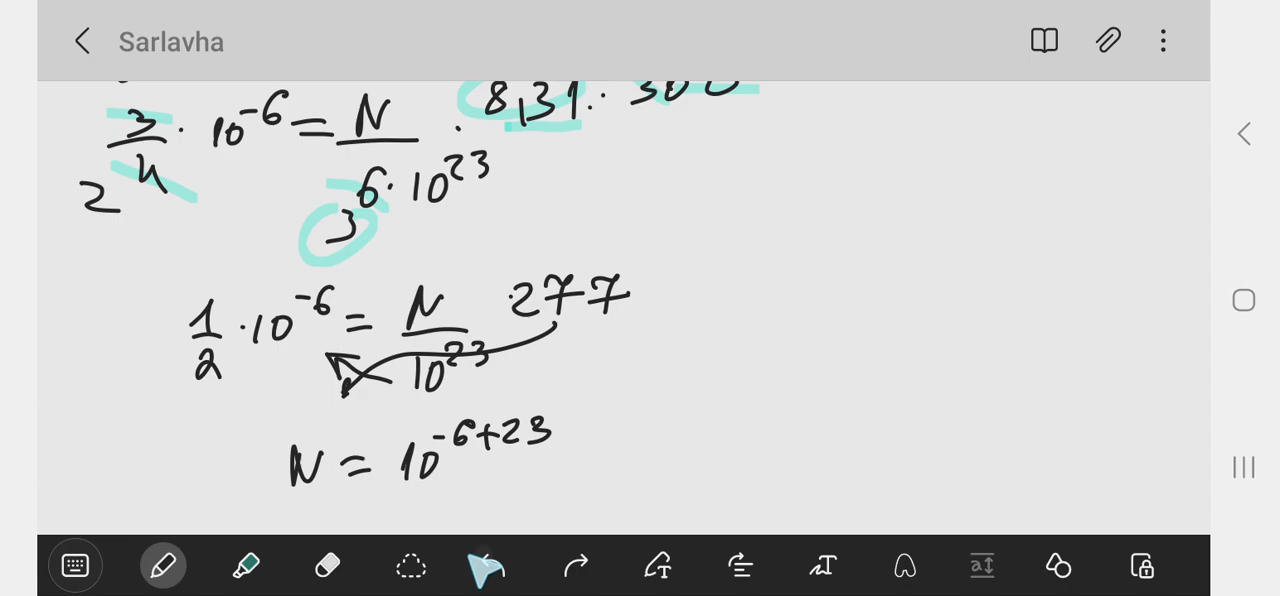 Sarlavha
3/4 · 10^-6 = N/(6 · 10^23) · 8,31 · 300
2 3
1/2 · 10^-6 = N/10^23 277
N = 10^-6+23